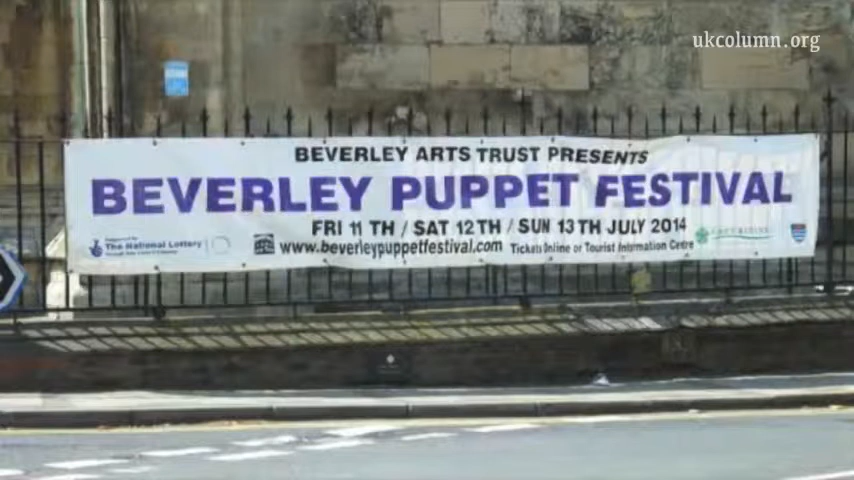 ukcolumn.org
BEVERLEY ARTS TRUST PRESENTS
BEVERLEY PUPPET FESTIVAL
FRI 11 TH / SAT 12TH / SUN 13TH JULY 2014
The National Lottery
www.beverleypuppetfestival.com Tickets Online or Tourist Information Centre